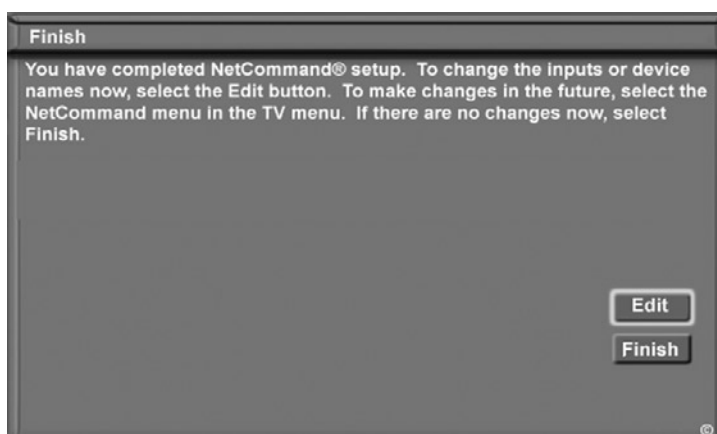 Finish
You have completed NetCommand® setup.  To change the inputs or device
names now, select the Edit button.  To make changes in the future, select the
NetCommand menu in the TV menu.  If there are no changes now, select
Finish.
Edit
Finish
©